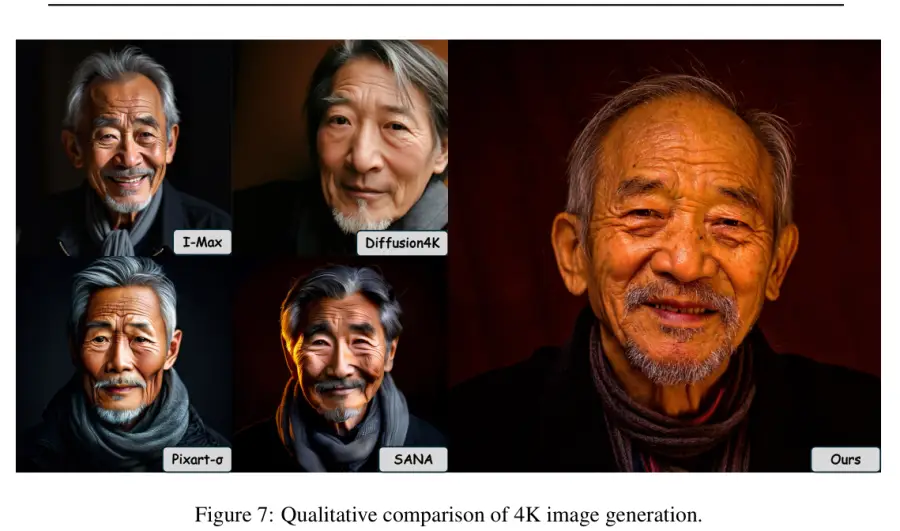 I-Max
Diffusion4K
Pixart-σ
SANA
Ours
Figure 7: Qualitative comparison of 4K image generation.